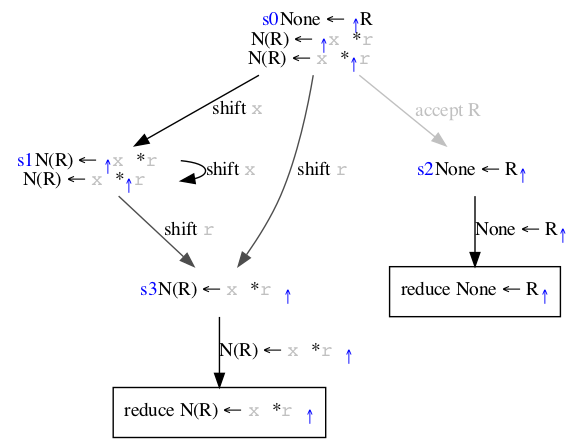 s0None ← ↑R
N(R) ← ↑x *r
N(R) ← x *↑r
shift x
accept R
s1N(R) ← ↑x *r
N(R) ← x *↑r
shift x
shift r
s2None ← R↑
shift r
None ← R↑
s3N(R) ← x *r ↑
reduce None ← R↑
N(R) ← x *r ↑
reduce N(R) ← x *r ↑